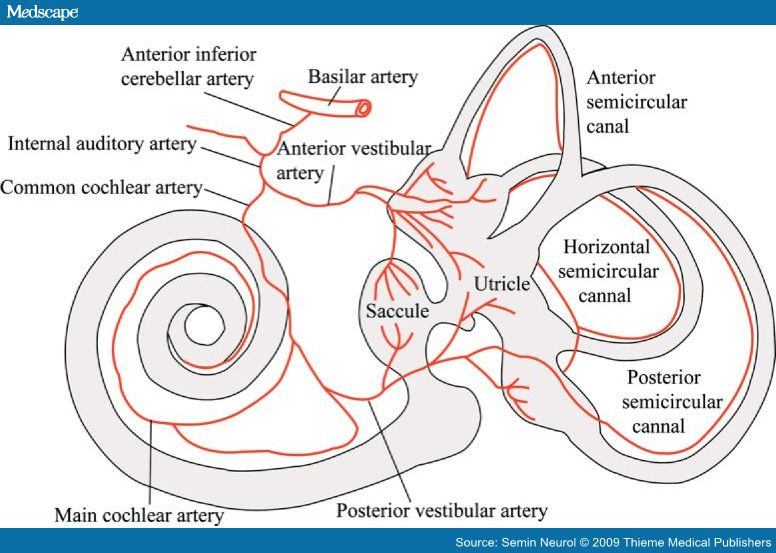 Medscape
Anterior inferior
cerebellar artery
Basilar artery
Anterior
semicircular
canal
Internal auditory artery
Anterior vestibular
artery
Common cochlear artery
Horizontal
semicircular
cannal
Utricle
Saccule
Posterior
semicircular
cannal
Main cochlear artery
Posterior vestibular artery
Source: Semin Neurol © 2009 Thieme Medical Publishers